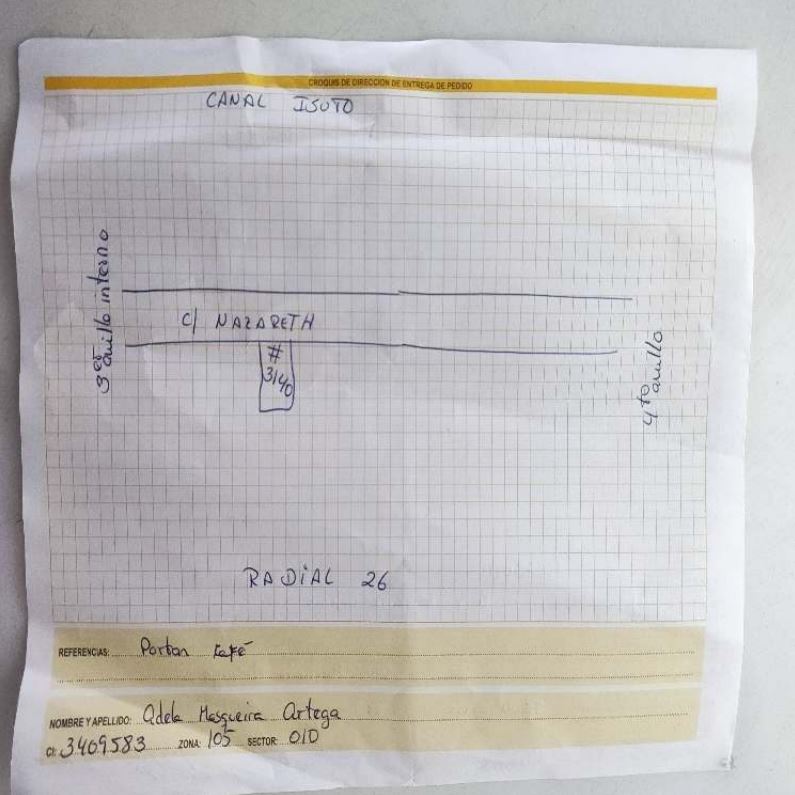 CROQUIS DE DIRECCION DE ENTREGA DE PEDIDO
CANAL ISUTO
3er anillo interno
C/ NAZARETH
#
3140
4to anillo
RADIAL 26
REFERENCIAS: Porton Café
NOMBRE Y APELLIDO: Adela Mosqueira Artega
CI: 3409583 ZONA: 105 SECTOR: 010